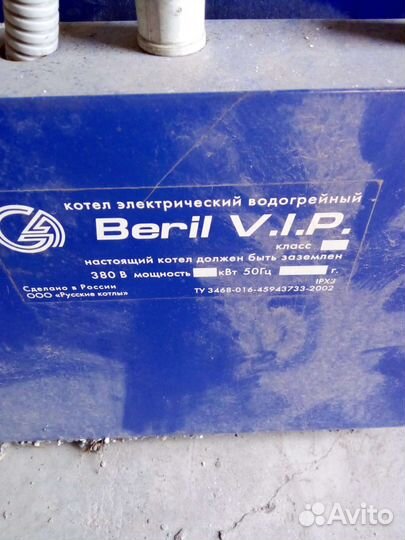 котел электрический водогрейный
Beril V.I.P.
класс
настоящий котел должен быть заземлен
380 В мощность кВт 50Гц г.
Сделано в России IPX3
ООО «Русские котлы» ТУ 3468-016-45943733-2002
Avito